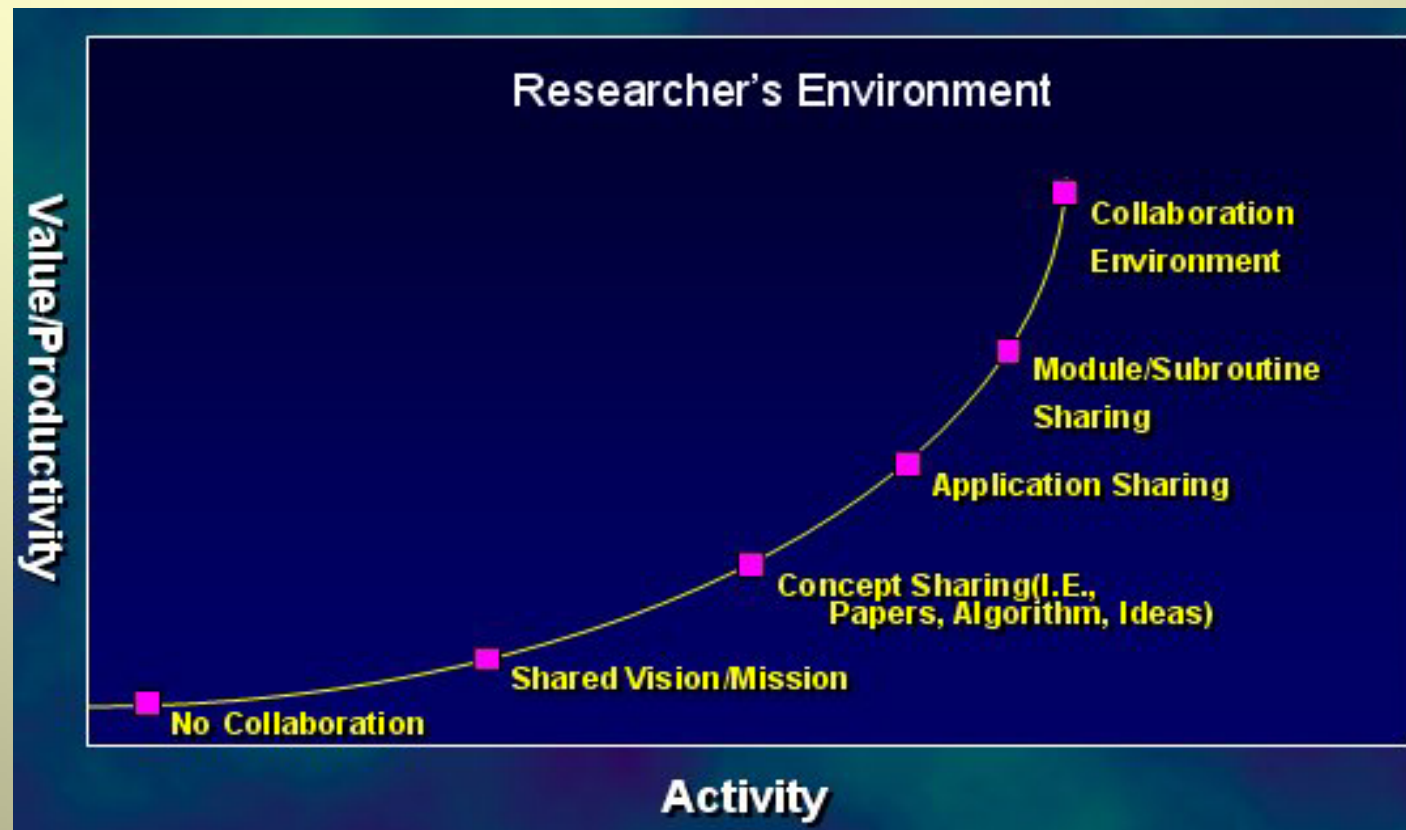 Researcher's Environment
Value/Productivity
Collaboration
Environment
Module/Subroutine
Sharing
Application Sharing
Concept Sharing(I.E.,
Papers, Algorithm, Ideas)
Shared Vision/Mission
No Collaboration
Activity